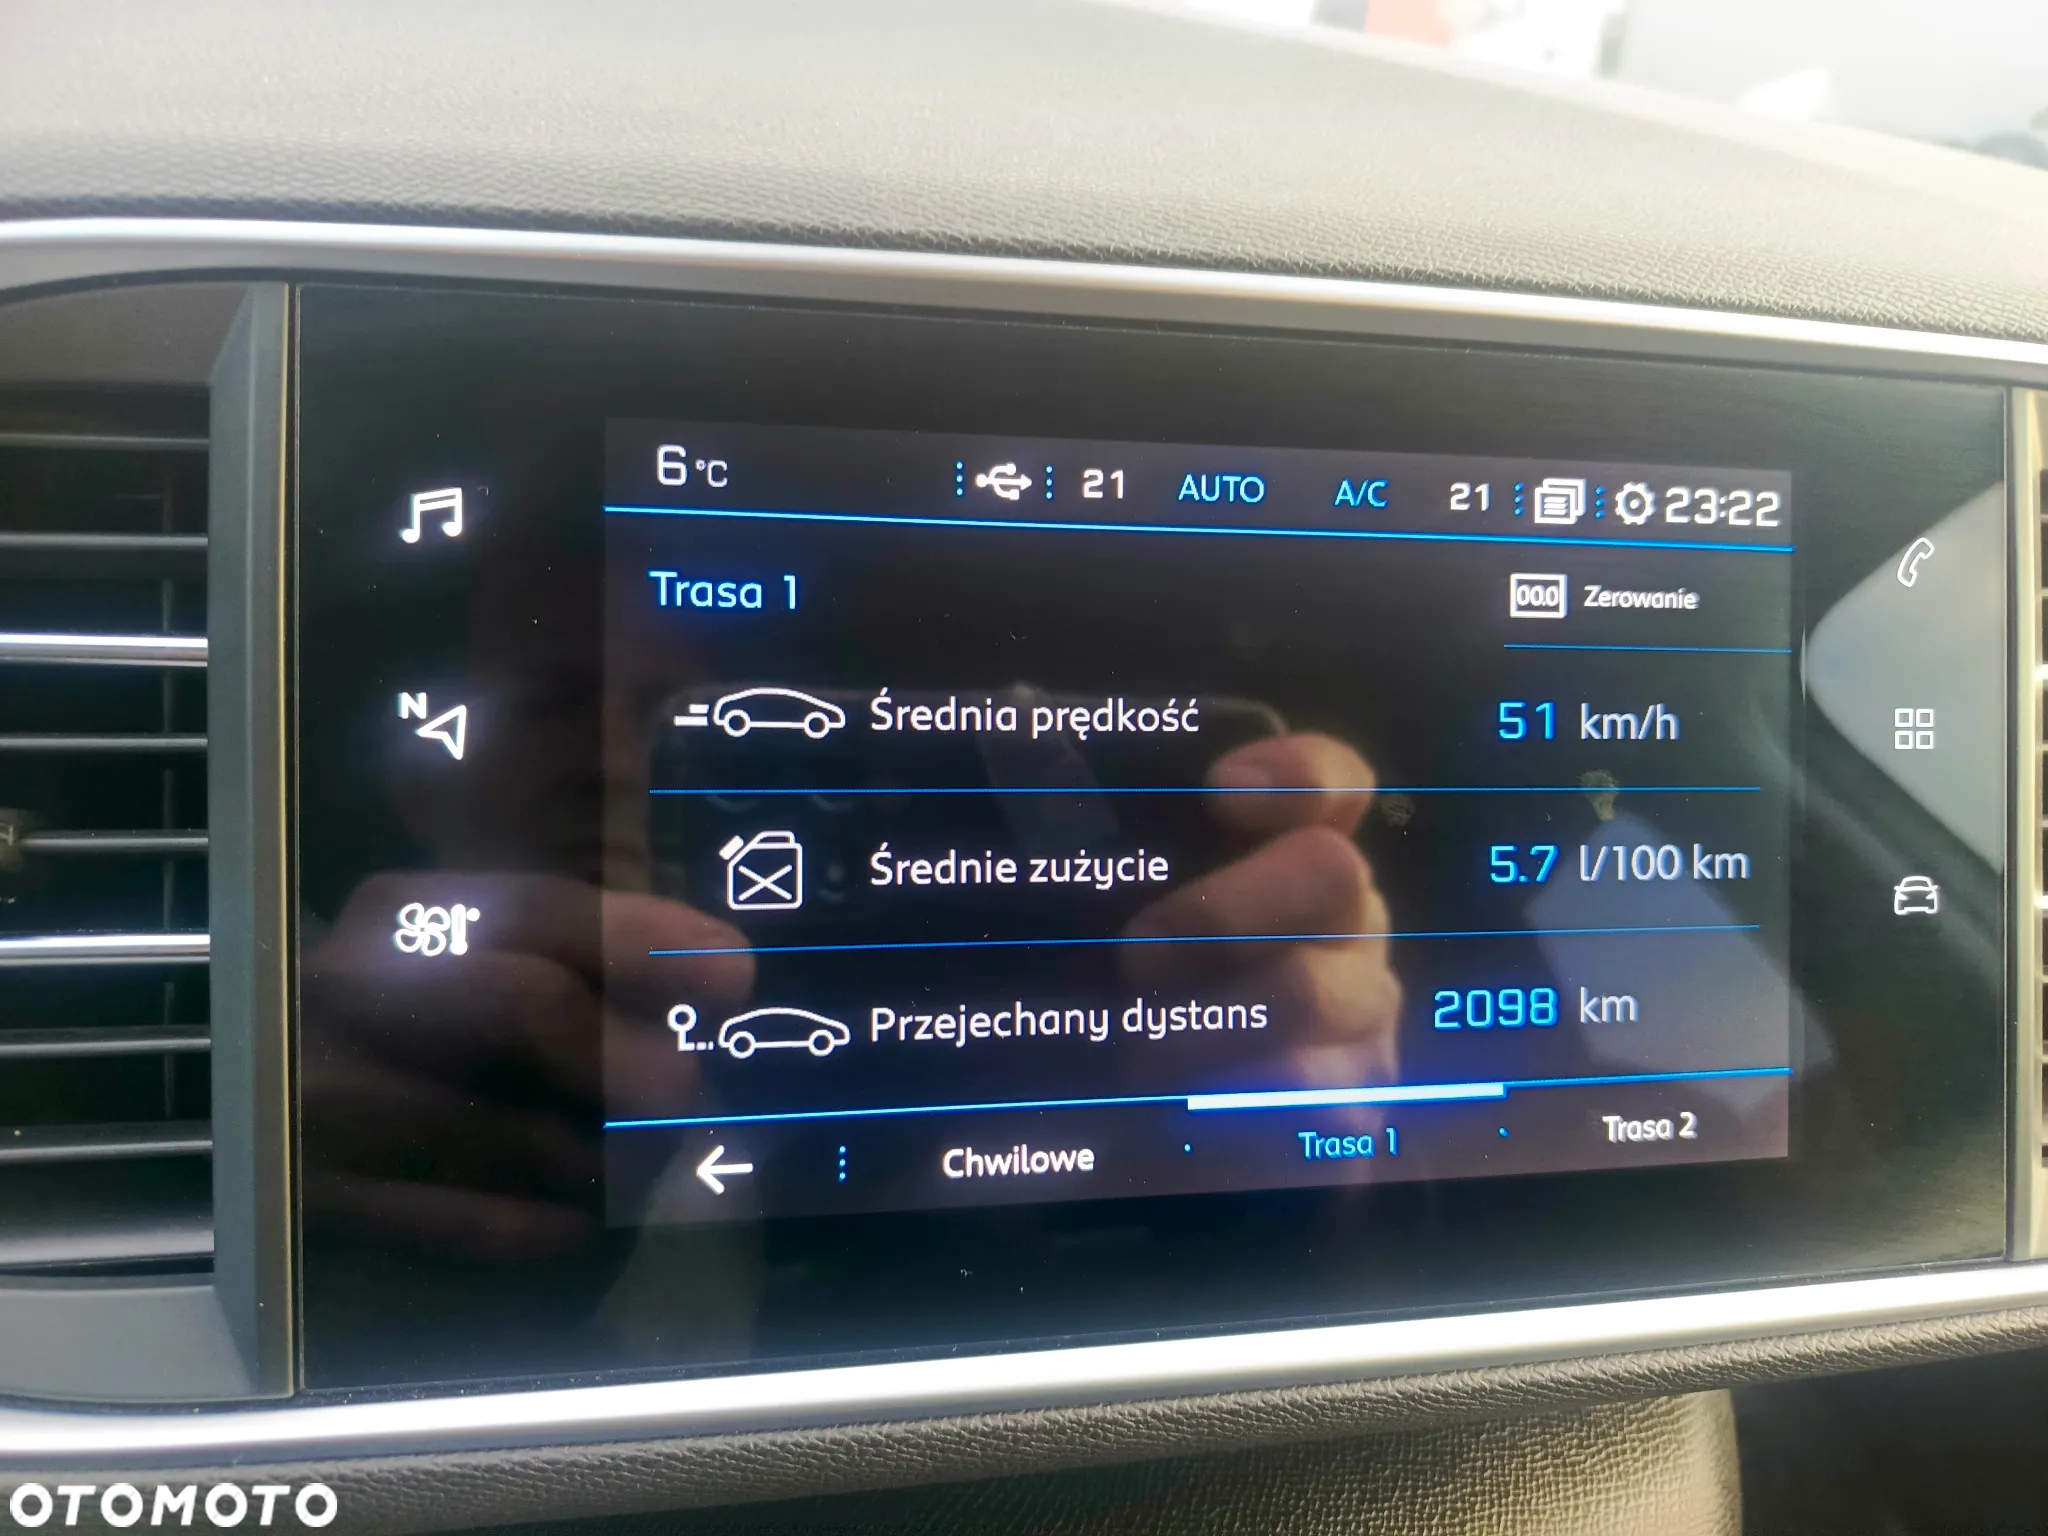 6 °C 21 AUTO A/C 21 23:22
Trasa 1 00.0 Zerowanie
Średnia prędkość 51 km/h
Średnie zużycie 5.7 l/100 km
Przejechany dystans 2098 km
Chwilowe Trasa 1 Trasa 2
N
OTOMOTO